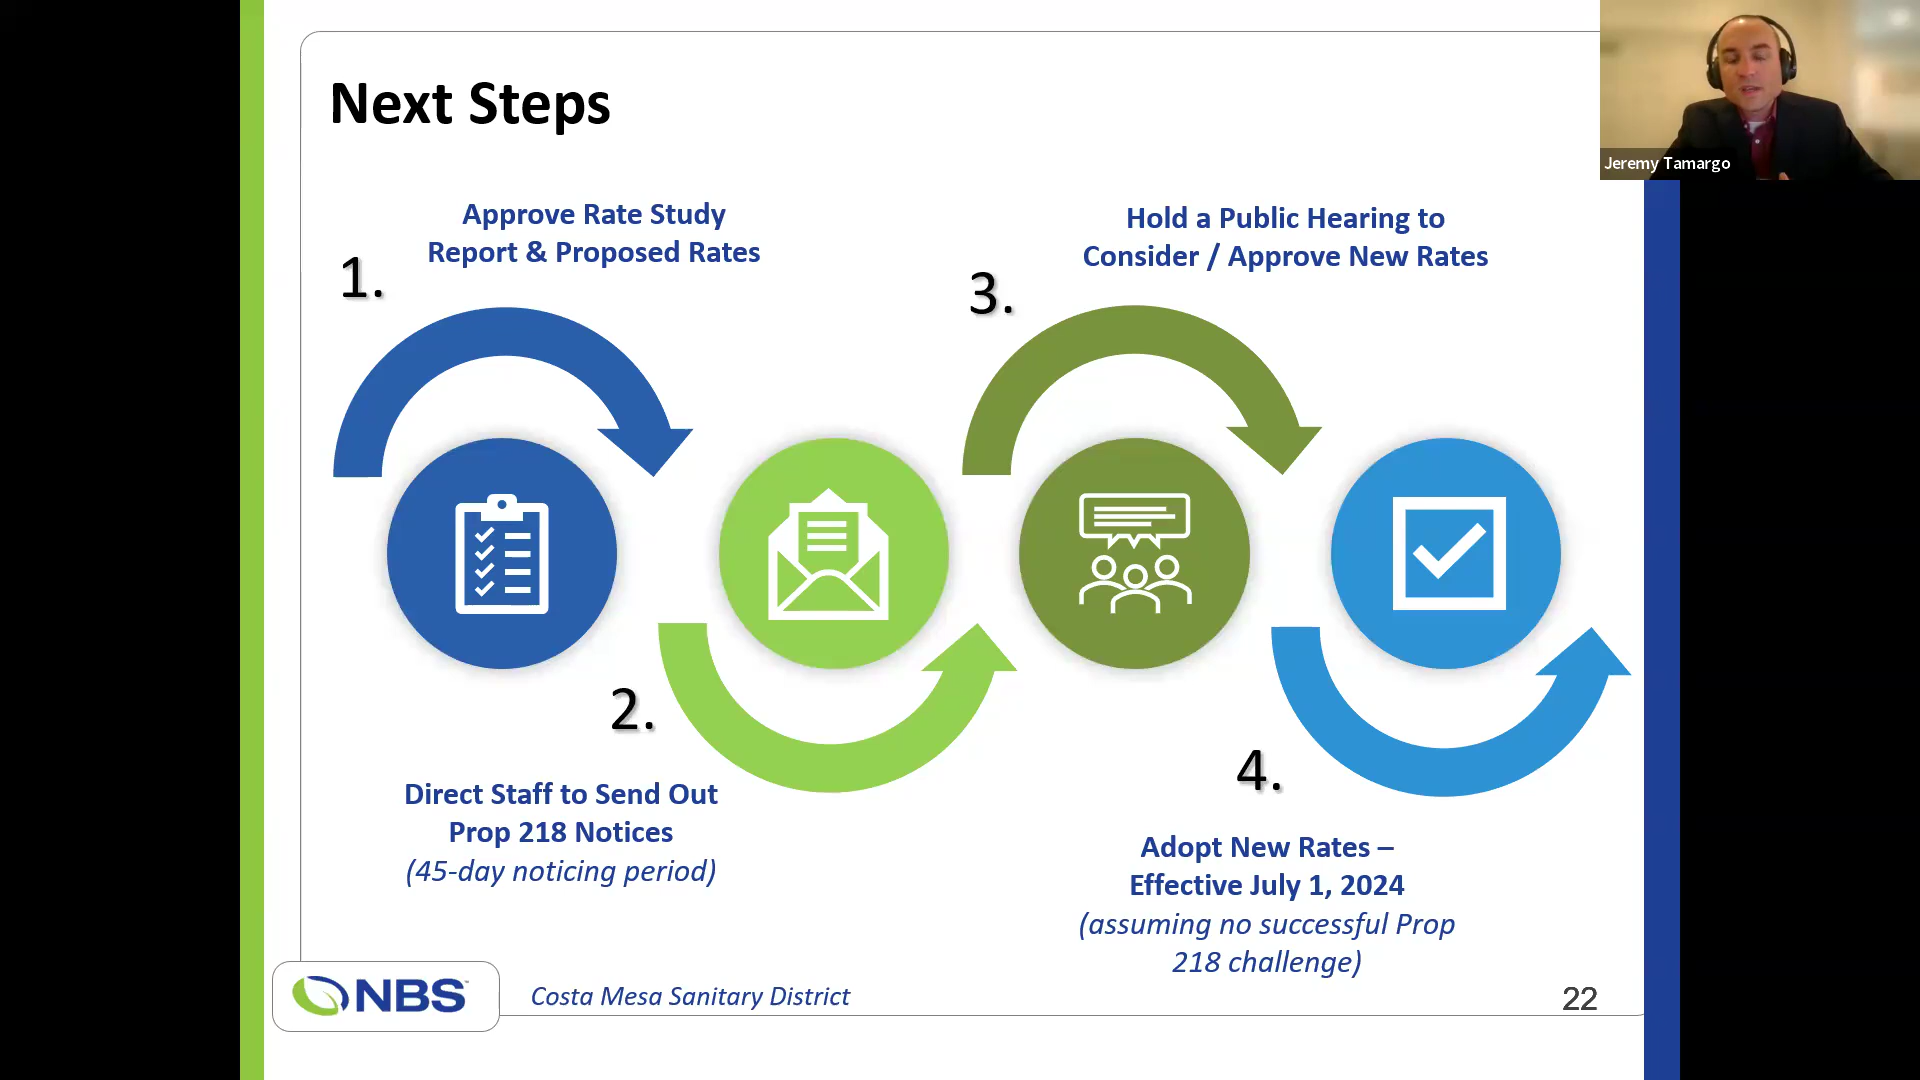 Next Steps
Jeremy Tamargo
1.
Approve Rate Study
Report & Proposed Rates
2.
Direct Staff to Send Out
Prop 218 Notices
(45-day noticing period)
3.
Hold a Public Hearing to
Consider / Approve New Rates
4.
Adopt New Rates –
Effective July 1, 2024
(assuming no successful Prop
218 challenge)
NBS™
Costa Mesa Sanitary District
22